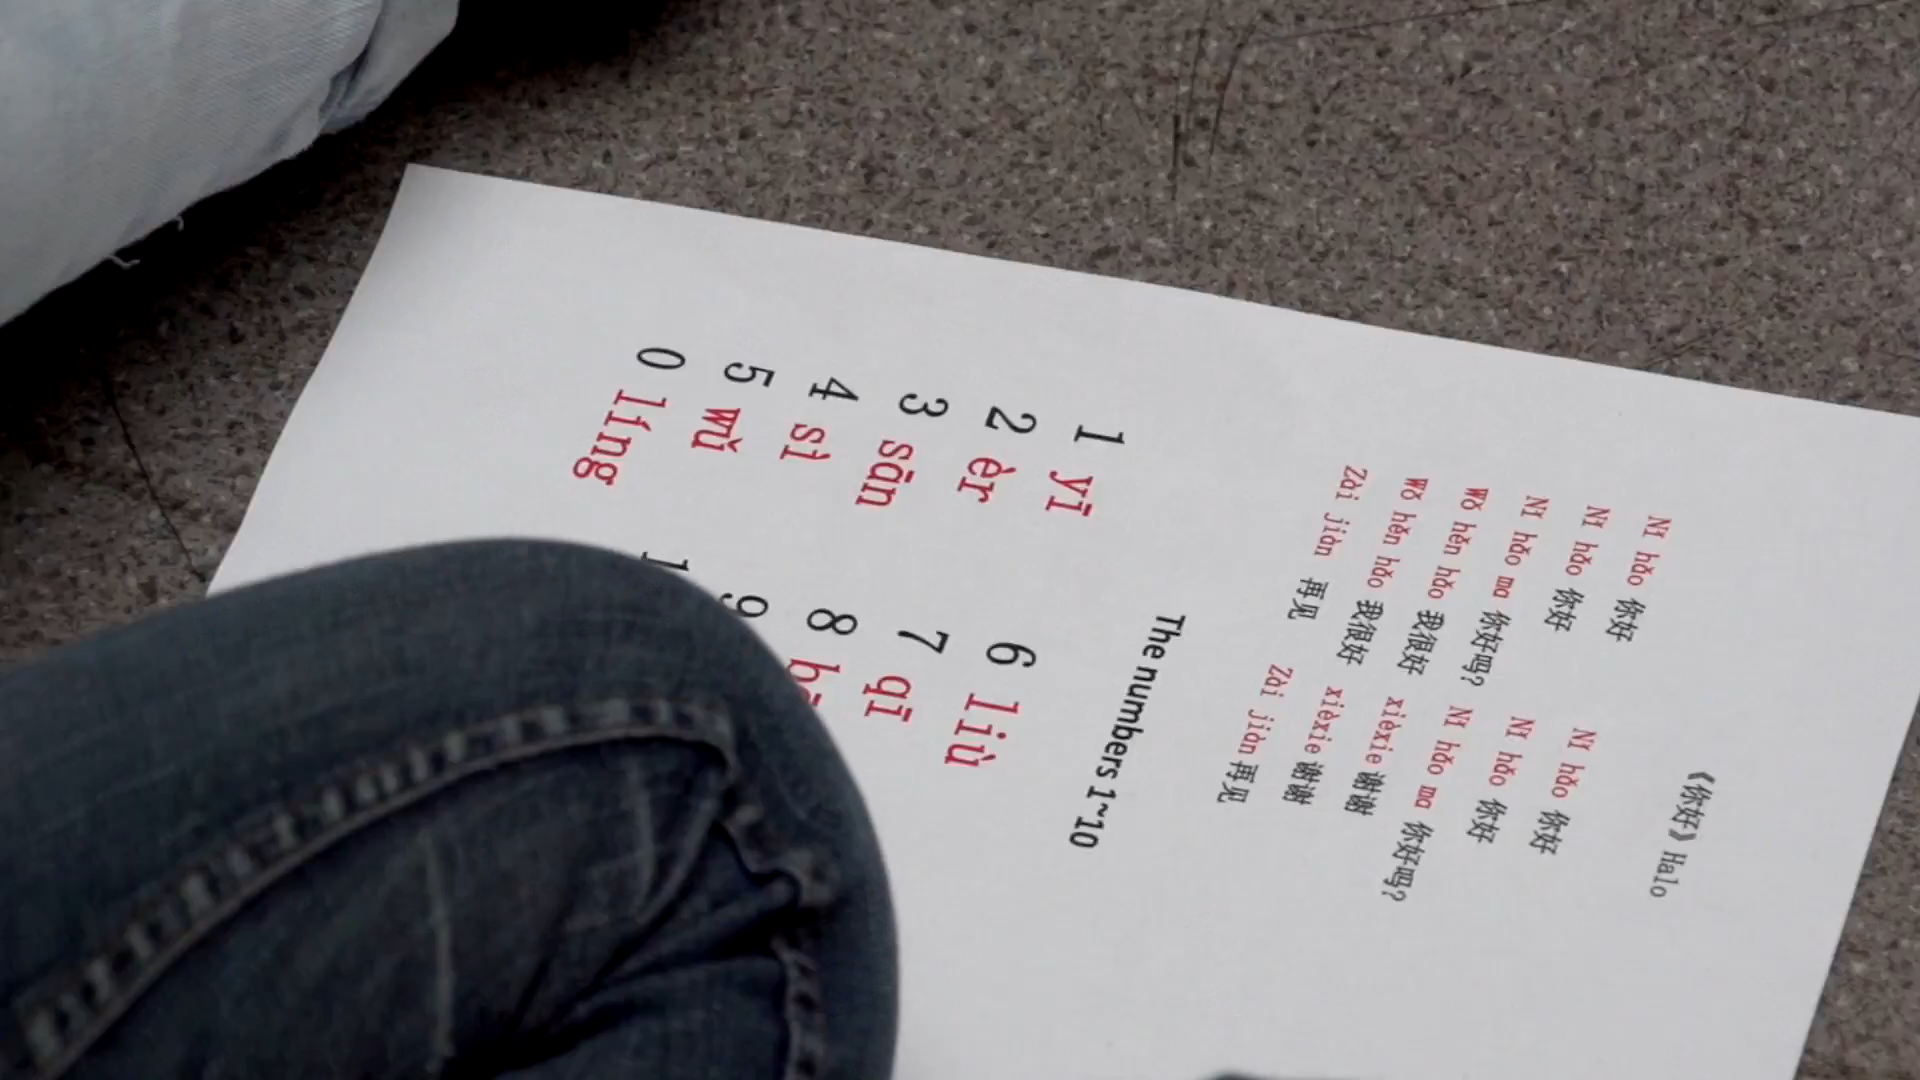 《你好》Halo
Nǐ hǎo 你好 Nǐ hǎo 你好
Nǐ hǎo 你好 Nǐ hǎo 你好
Nǐ hǎo ma 你好吗? Nǐ hǎo ma 你好吗?
Wǒ hěn hǎo 我很好 xièxie 谢谢
Wǒ hěn hǎo 我很好 xièxie 谢谢
Zài jiàn 再见 Zài jiàn 再见
The numbers 1~10
1 yī 6 liù
2 èr 7 qī
3 sān 8
4 sì 9
5 wǔ 1
0 líng